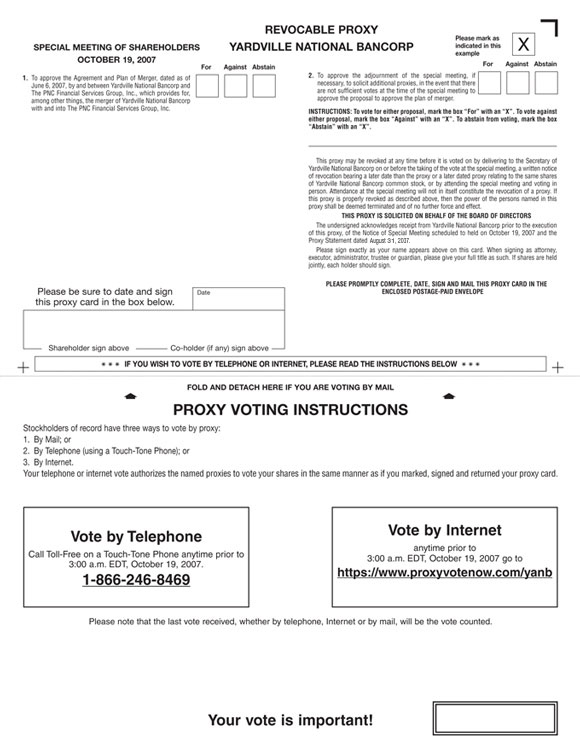 REVOCABLE PROXY
YARDVILLE NATIONAL BANCORP
SPECIAL MEETING OF SHAREHOLDERS
OCTOBER 19, 2007
Please mark as
indicated in this
example
X
For Against Abstain
1. To approve the Agreement and Plan of Merger, dated as of
June 6, 2007, by and between Yardville National Bancorp and
The PNC Financial Services Group, Inc., which provides for,
among other things, the merger of Yardville National Bancorp
with and into The PNC Financial Services Group, Inc.
For Against Abstain
2. To approve the adjournment of the special meeting, if
necessary, to solicit additional proxies, in the event that there
are not sufficient votes at the time of the special meeting to
approve the proposal to approve the plan of merger.
INSTRUCTIONS: To vote for either proposal, mark the box “For” with an “X”. To vote against
either proposal, mark the box “Against” with an “X”. To abstain from voting, mark the box
“Abstain” with an “X”.
This proxy may be revoked at any time before it is voted on by delivering to the Secretary of
Yardville National Bancorp on or before the taking of the vote at the special meeting, a written notice
of revocation bearing a later date than the proxy or a later dated proxy relating to the same shares
of Yardville National Bancorp common stock, or by attending the special meeting and voting in
person. Attendance at the special meeting will not in itself constitute the revocation of a proxy. If
this proxy is properly revoked as described above, then the power of the persons named in this
proxy shall be deemed terminated and of no further force and effect.
THIS PROXY IS SOLICITED ON BEHALF OF THE BOARD OF DIRECTORS
The undersigned acknowledges receipt from Yardville National Bancorp prior to the execution
of this proxy, of the Notice of Special Meeting scheduled to held on October 19, 2007 and the
Proxy Statement dated August 31, 2007.
Please sign exactly as your name appears above on this card. When signing as attorney,
executor, administrator, trustee or guardian, please give your full title as such. If shares are held
jointly, each holder should sign.
PLEASE PROMPTLY COMPLETE, DATE, SIGN AND MAIL THIS PROXY CARD IN THE
ENCLOSED POSTAGE-PAID ENVELOPE
Please be sure to date and sign
this proxy card in the box below.
Date
Shareholder sign above Co-holder (if any) sign above
* * * IF YOU WISH TO VOTE BY TELEPHONE OR INTERNET, PLEASE READ THE INSTRUCTIONS BELOW * * *
FOLD AND DETACH HERE IF YOU ARE VOTING BY MAIL
PROXY VOTING INSTRUCTIONS
Stockholders of record have three ways to vote by proxy:
1. By Mail; or
2. By Telephone (using a Touch-Tone Phone); or
3. By Internet.
Your telephone or internet vote authorizes the named proxies to vote your shares in the same manner as if you marked, signed and returned your proxy card.
Vote by Telephone
Call Toll-Free on a Touch-Tone Phone anytime prior to
3:00 a.m. EDT, October 19, 2007.
1-866-246-8469
Vote by Internet
anytime prior to
3:00 a.m. EDT, October 19, 2007 go to
https://www.proxyvotenow.com/yanb
Please note that the last vote received, whether by telephone, Internet or by mail, will be the vote counted.
Your vote is important!